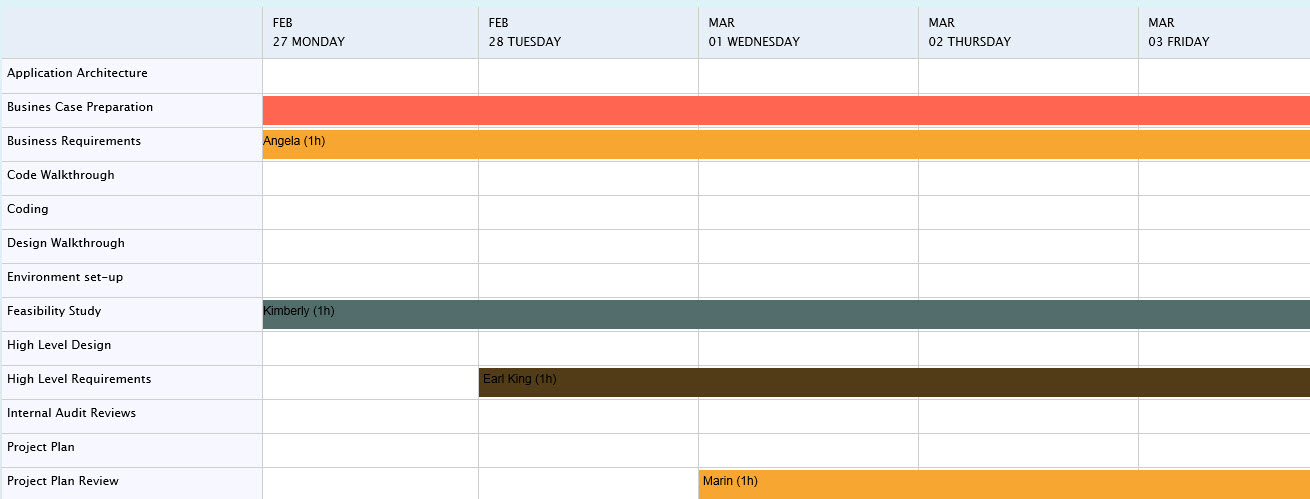 FEB FEB MAR MAR MAR
27 MONDAY 28 TUESDAY 01 WEDNESDAY 02 THURSDAY 03 FRIDAY
Application Architecture
Busines Case Preparation
Business Requirements Angela (1h)
Code Walkthrough
Coding
Design Walkthrough
Environment set-up
Feasibility Study Kimberly (1h)
High Level Design
High Level Requirements Earl King (1h)
Internal Audit Reviews
Project Plan
Project Plan Review Marin (1h)